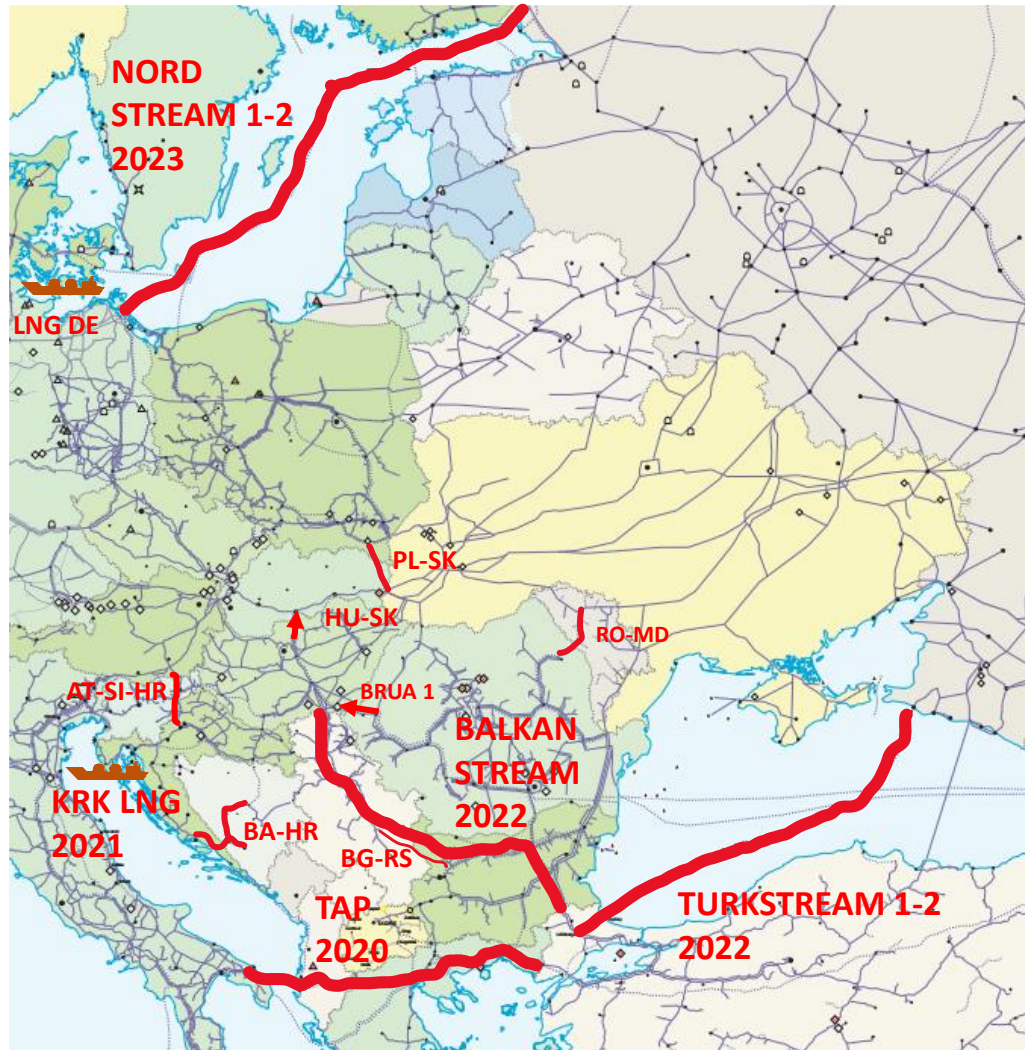 NORD
STREAM 1-2
2023
LNG DE
PL-SK
HU-SK
RO-MD
AT-SI-HR
BRUA 1
BALKAN
STREAM
2022
KRK LNG
2021
BA-HR
BG-RS
TAP
2020
TURKSTREAM 1-2
2022